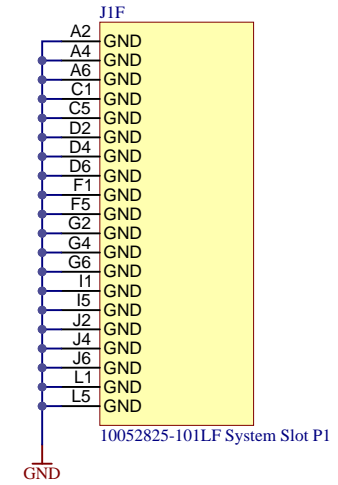 J1F
A2 GND
A4 GND
A6 GND
C1 GND
C5 GND
D2 GND
D4 GND
D6 GND
F1 GND
F5 GND
G2 GND
G4 GND
G6 GND
I1 GND
I5 GND
J2 GND
J4 GND
J6 GND
L1 GND
L5 GND
10052825-101LF System Slot P1
GND